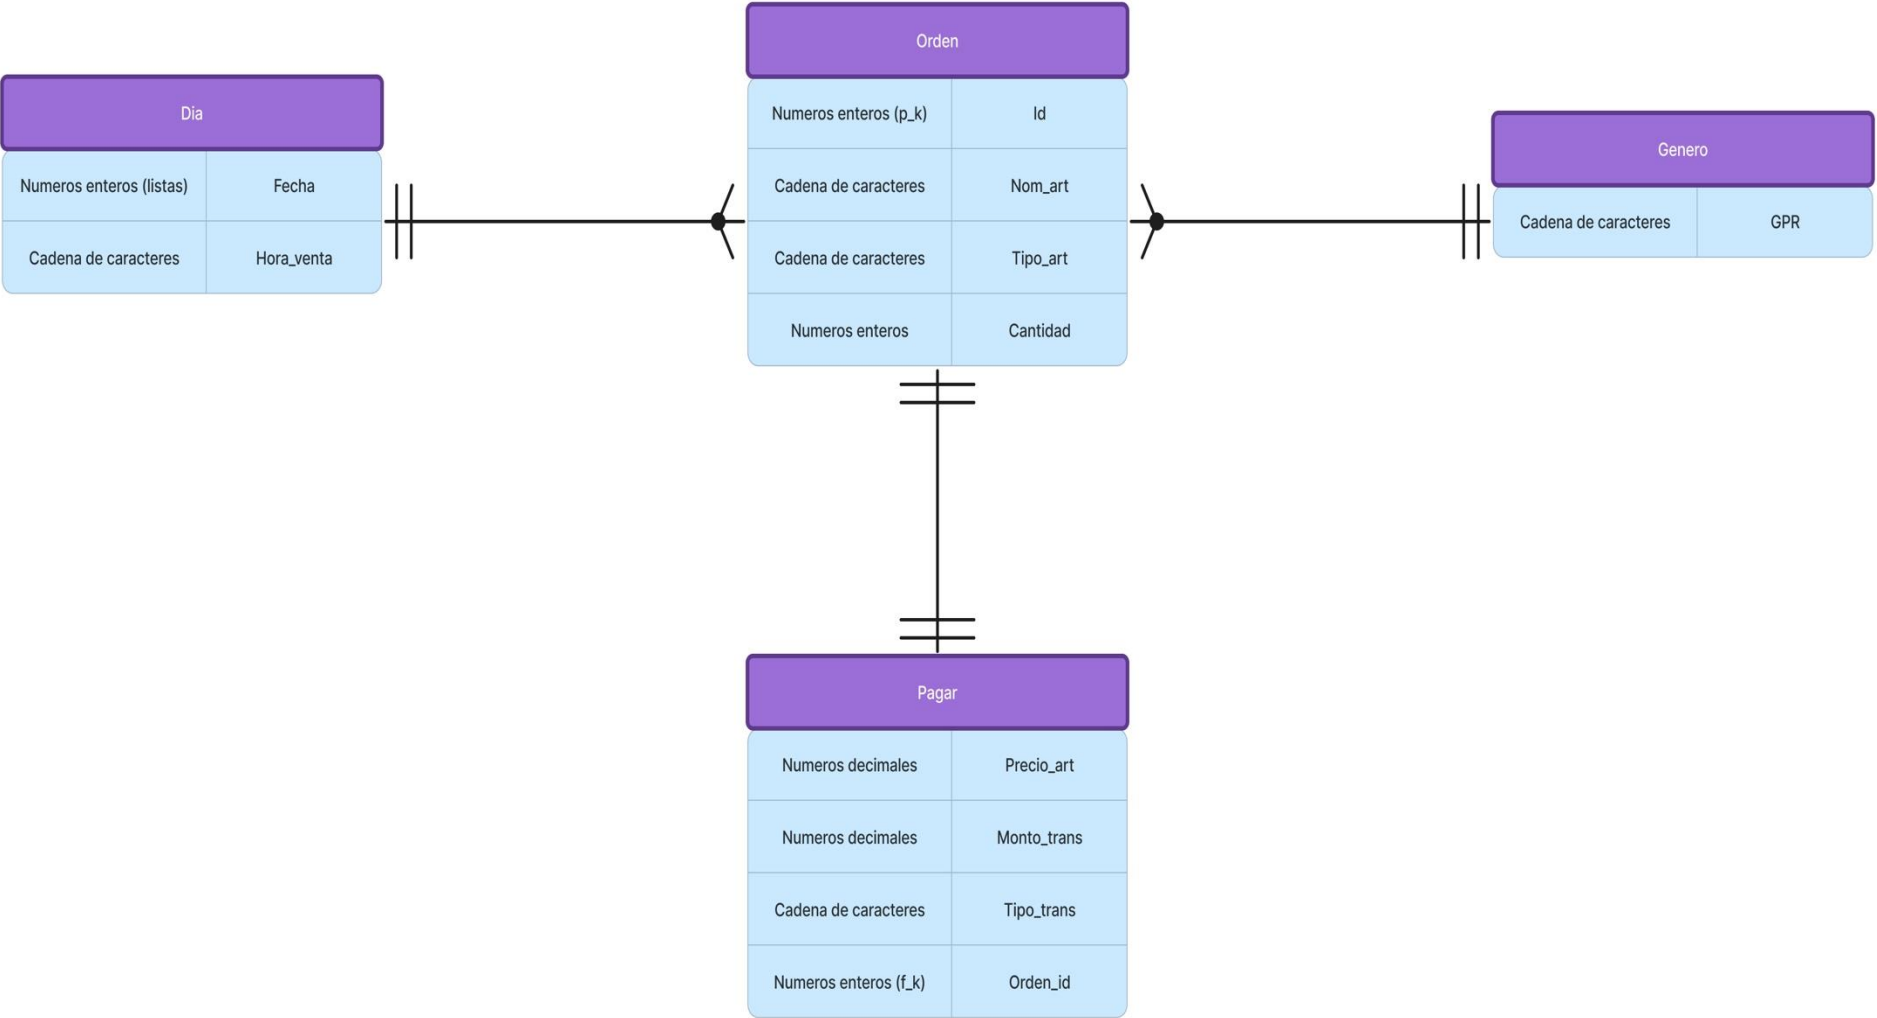 Orden
Numeros enteros (p_k) Id
Cadena de caracteres Nom_art
Cadena de caracteres Tipo_art
Numeros enteros Cantidad
Dia
Numeros enteros (listas) Fecha
Cadena de caracteres Hora_venta
Genero
Cadena de caracteres GPR
Pagar
Numeros decimales Precio_art
Numeros decimales Monto_trans
Cadena de caracteres Tipo_trans
Numeros enteros (f_k) Orden_id